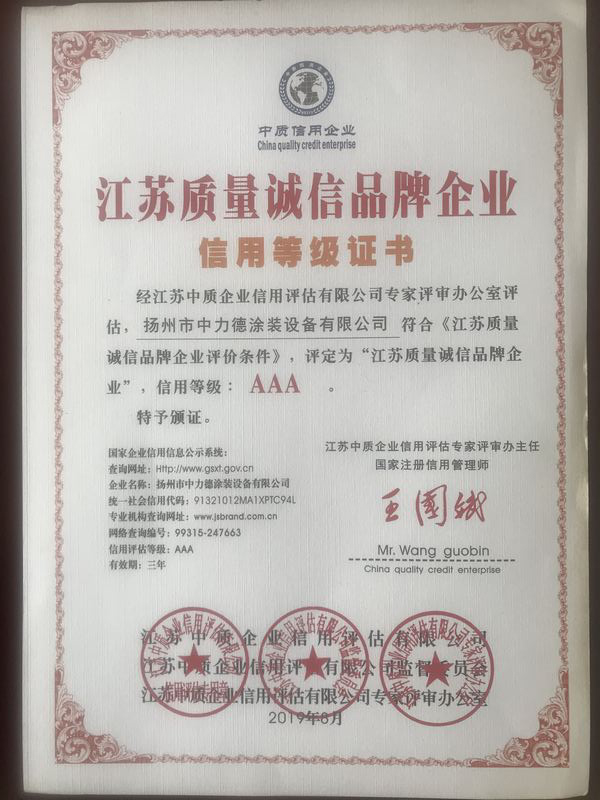 中质信用企业
China quality credit enterprise
江苏质量诚信品牌企业
信用等级证书
经江苏中质企业信用评估有限公司专家评审办公室评
估，扬州市中力德涂装设备有限公司 符合《江苏质量
诚信品牌企业评价条件》，评定为“江苏质量诚信品牌企
业”，信用等级： AAA 。
特予颁证。
国家企业信用信息公示系统：
查询网址：Http://www.gsxt.gov.cn
企业名称：扬州市中力德涂装设备有限公司
统一社会信用代码：91321012MA1XPTC94L
专业机构查询网址：www.jsbrand.com.cn
网络查询编号：99315-247663
信用评估等级：AAA
有效期：三年
江苏中质企业信用评估专家评审办主任
国家注册信用管理师
Mr. Wang guobin
China quality credit enterprise
江苏中质企业信用评估有限公司
江苏中质企业信用评估有限公司监督委员会
江苏中质企业信用评估有限公司专家评审办公室
2019年8月